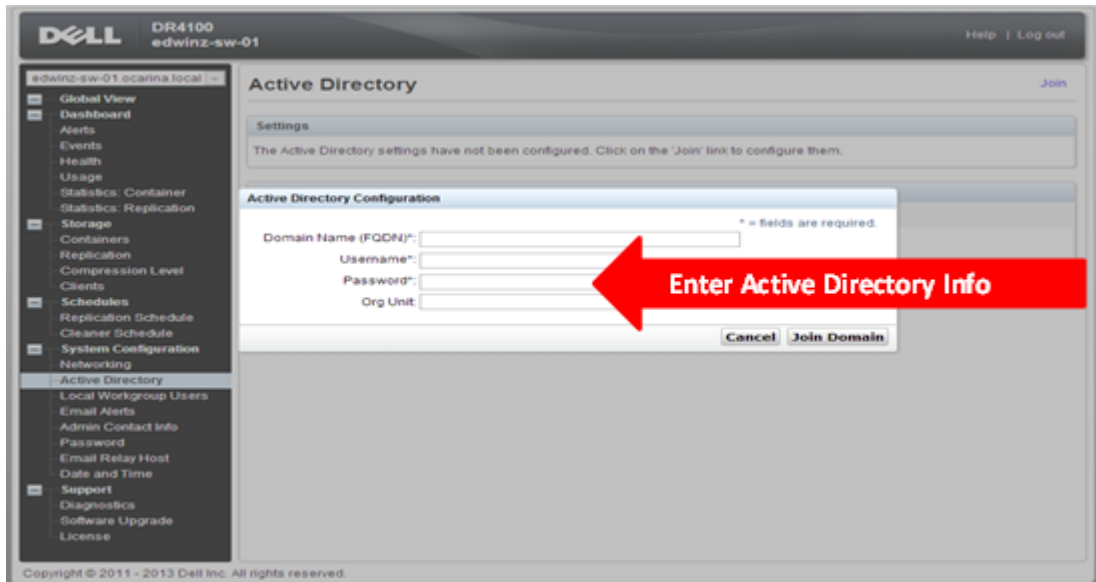 DELL
DR4100
edwinz-sw-01
Help | Log out
edwinz-sw-01.ocarina.local
Global View
Dashboard
Alerts
Events
Health
Usage
Statistics: Container
Statistics: Replication
Storage
Containers
Replication
Compression Level
Clients
Schedules
Replication Schedule
Cleaner Schedule
System Configuration
Networking
Active Directory
Local Workgroup Users
Email Alerts
Admin Contact Info
Password
Email Relay Host
Date and Time
Support
Diagnostics
Software Upgrade
License
Active Directory
Join
Settings
The Active Directory settings have not been configured. Click on the 'Join' link to configure them.
Active Directory Configuration
* = fields are required.
Domain Name (FQDN)*:
Username*:
Password*:
Org Unit:
Enter Active Directory Info
Cancel Join Domain
Copyright © 2011 - 2013 Dell Inc. All rights reserved.